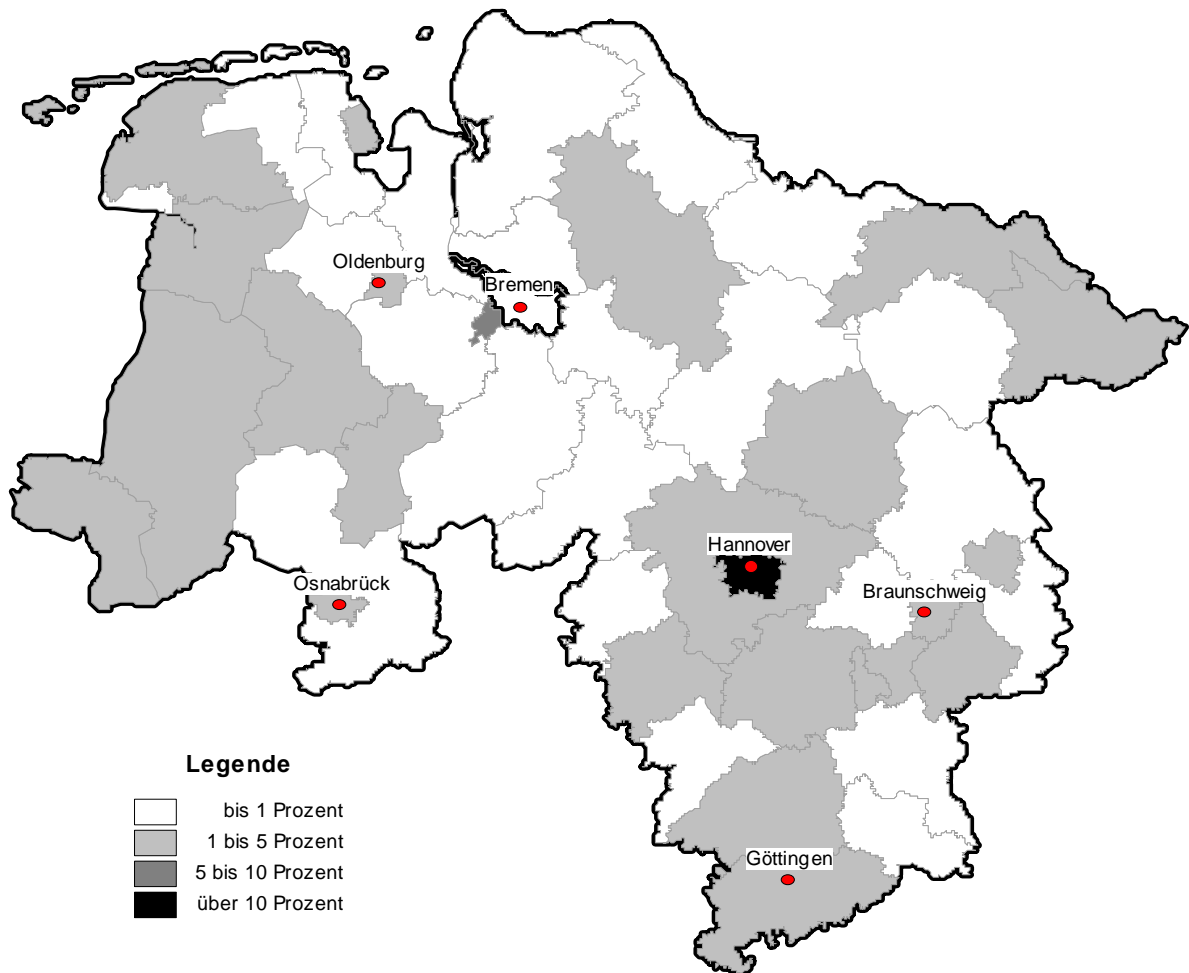 Oldenburg
Bremen
Hannover
Osnabrück
Braunschweig
Göttingen
Legende
bis 1 Prozent
1 bis 5 Prozent
5 bis 10 Prozent
über 10 Prozent